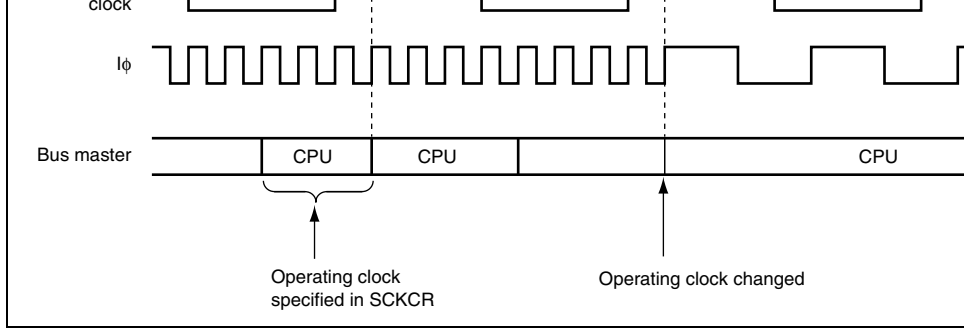 clock
Iϕ
Bus master
CPU
CPU
CPU
Operating clock
specified in SCKCR
Operating clock changed